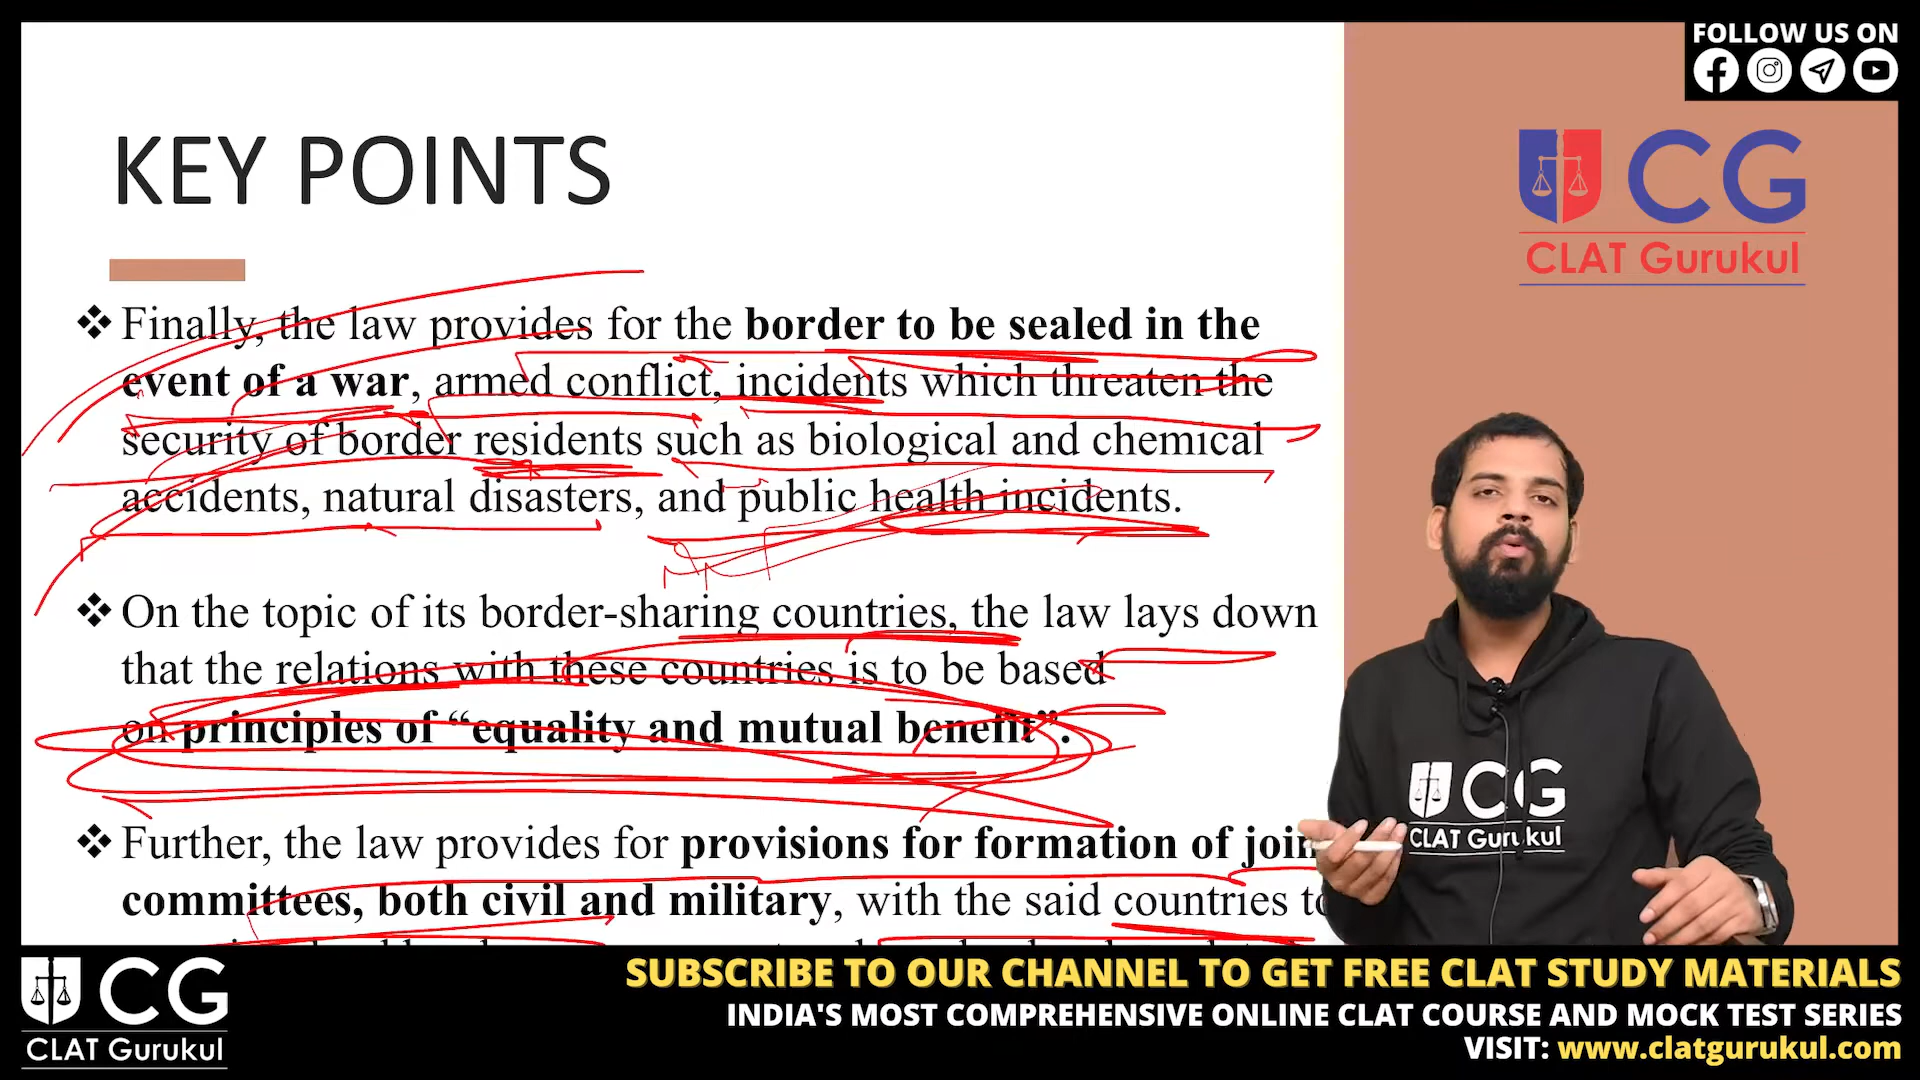 FOLLOW US ON
KEY POINTS
CG
CLAT Gurukul
❖ Finally, the law provides for the border to be sealed in the
event of a war, armed conflict, incidents which threaten the
security of border residents such as biological and chemical
accidents, natural disasters, and public health incidents.
❖ On the topic of its border-sharing countries, the law lays down
that the relations with these countries is to be based
on principles of “equality and mutual benefit”.
❖ Further, the law provides for provisions for formation of join
committees, both civil and military, with the said countries to
CG
CLAT Gurukul
CG
CLAT Gurukul
SUBSCRIBE TO OUR CHANNEL TO GET FREE CLAT STUDY MATERIALS
INDIA'S MOST COMPREHENSIVE ONLINE CLAT COURSE AND MOCK TEST SERIES
VISIT: www.clatgurukul.com